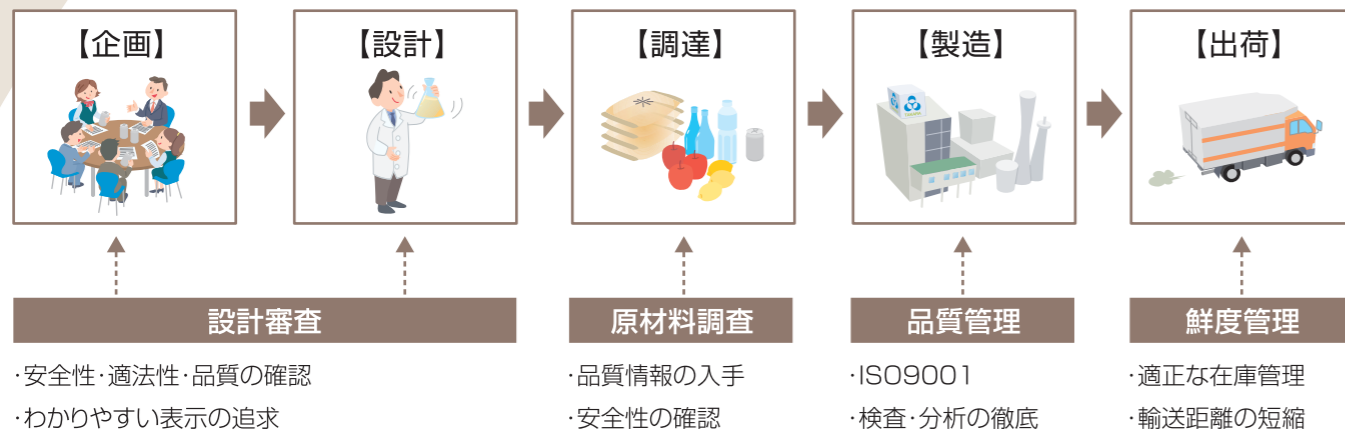 【企画】
【設計】
【調達】
【製造】
【出荷】
設計審査
・安全性・適法性・品質の確認
・わかりやすい表示の追求
原材料調査
・品質情報の入手
・安全性の確認
品質管理
・ISO9001
・検査・分析の徹底
鮮度管理
・適正な在庫管理
・輸送距離の短縮